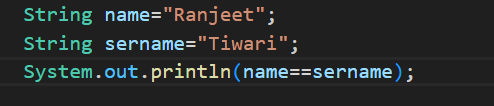 String name="Ranjeet";
String sername="Tiwari";
System.out.println(name==sername);